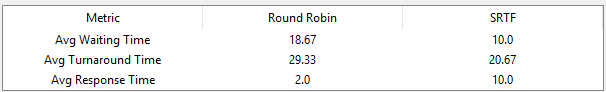 Metric Round Robin SRTF
Avg Waiting Time 18.67 10.0
Avg Turnaround Time 29.33 20.67
Avg Response Time 2.0 10.0